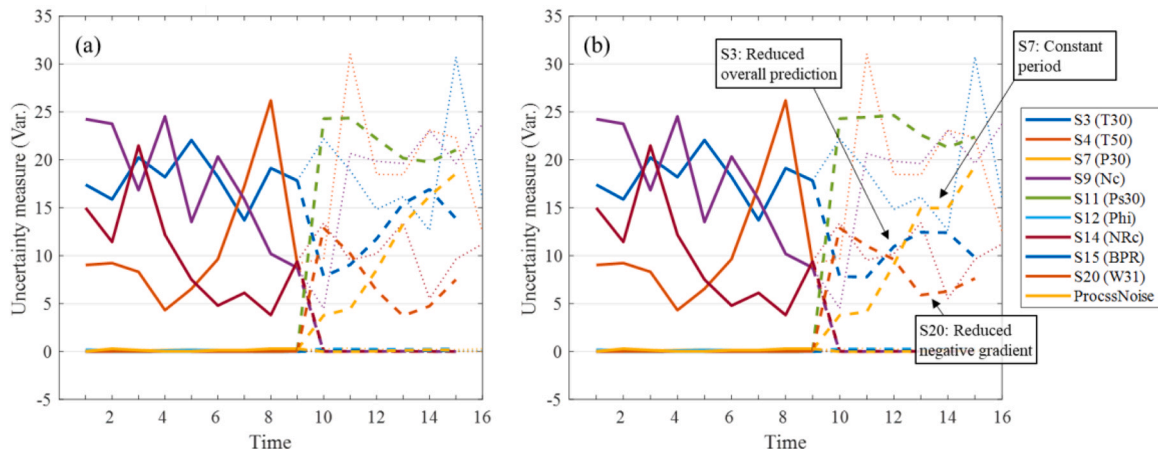 (a)
35
30
25
20
15
10
5
0
-5
2 4 6 8 10 12 14 16
Time
Uncertainty measure (Var.)
(b)
35
30
25
20
15
10
5
0
-5
2 4 6 8 10 12 14 16
Time
Uncertainty measure (Var.)
S3: Reduced
overall prediction
S7: Constant
period
S20: Reduced
negative gradient
S3 (T30)
S4 (T50)
S7 (P30)
S9 (Nc)
S11 (Ps30)
S12 (Phi)
S14 (NRc)
S15 (BPR)
S20 (W31)
ProcssNoise